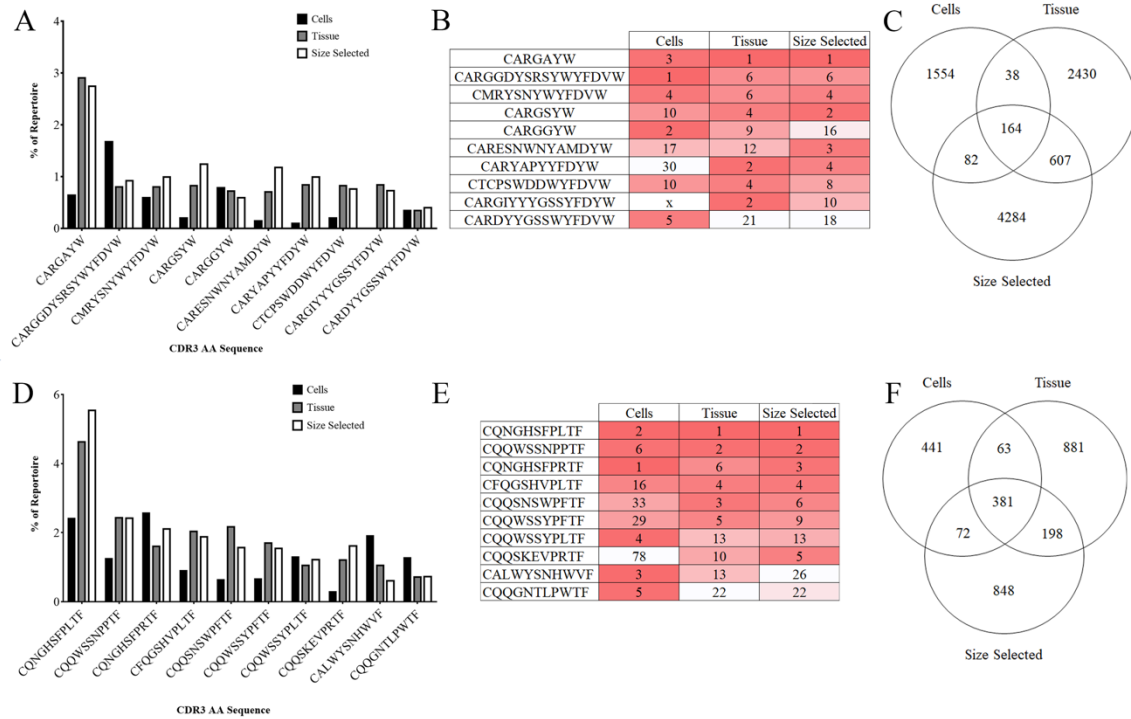 A
Cells
Tissue
Size Selected
% of Repertoire
4
3
2
1
0
CARGAYW
CARGGDYSRSYWYFDVW
CMRYSNYWYFDVW
CARGSYW
CARGGYW
CARESNWNYAMDYW
CARYAPYYFDYW
CTCPSWDDWYFDVW
CARGIYYYGSSYFDYW
CARDYYGSSWYFDVW
CDR3 AA Sequence
B
Cells Tissue Size Selected
CARGAYW 3 1 1
CARGGDYSRSYWYFDVW 1 6 6
CMRYSNYWYFDVW 4 6 4
CARGSYW 10 4 2
CARGGYW 2 9 16
CARESNWNYAMDYW 17 12 3
CARYAPYYFDYW 30 2 4
CTCPSWDDWYFDVW 10 4 8
CARGIYYYGSSYFDYW x 2 10
CARDYYGSSWYFDVW 5 21 18
C
Cells Tissue
1554 38 2430
164
82 607
4284
Size Selected
D
Cells
Tissue
Size Selected
% of Repertoire
6
4
2
0
CQNGHSFPLTF
CQQWSSNPPTF
CQNGHSFPRTF
CFQGSHVPLTF
CQQSNSWPFTF
CQQWSSYPFTF
CQQWSSYPLTF
CQQSKEVPRTF
CALWYSNHWVF
CQQGNTLPWTF
CDR3 AA Sequence
E
Cells Tissue Size Selected
CQNGHSFPLTF 2 1 1
CQQWSSNPPTF 6 2 2
CQNGHSFPRTF 1 6 3
CFQGSHVPLTF 16 4 4
CQQSNSWPFTF 33 3 6
CQQWSSYPFTF 29 5 9
CQQWSSYPLTF 4 13 13
CQQSKEVPRTF 78 10 5
CALWYSNHWVF 3 13 26
CQQGNTLPWTF 5 22 22
F
Cells Tissue
441 63 881
381
72 198
848
Size Selected